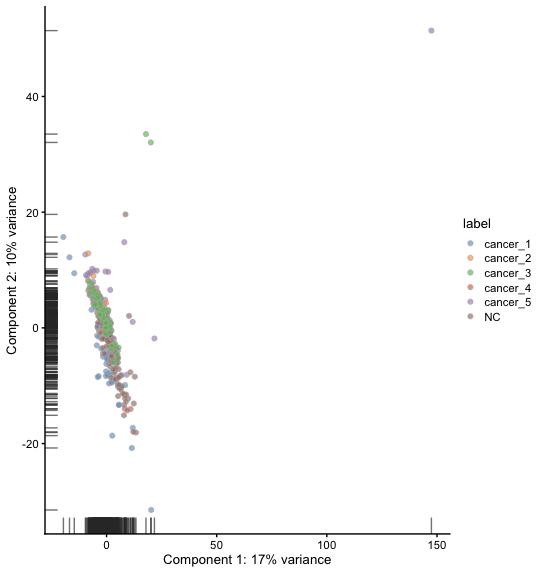 40
20
0
-20
Component 2: 10% variance
0
50
100
150
Component 1: 17% variance
label
cancer_1
cancer_2
cancer_3
cancer_4
cancer_5
NC